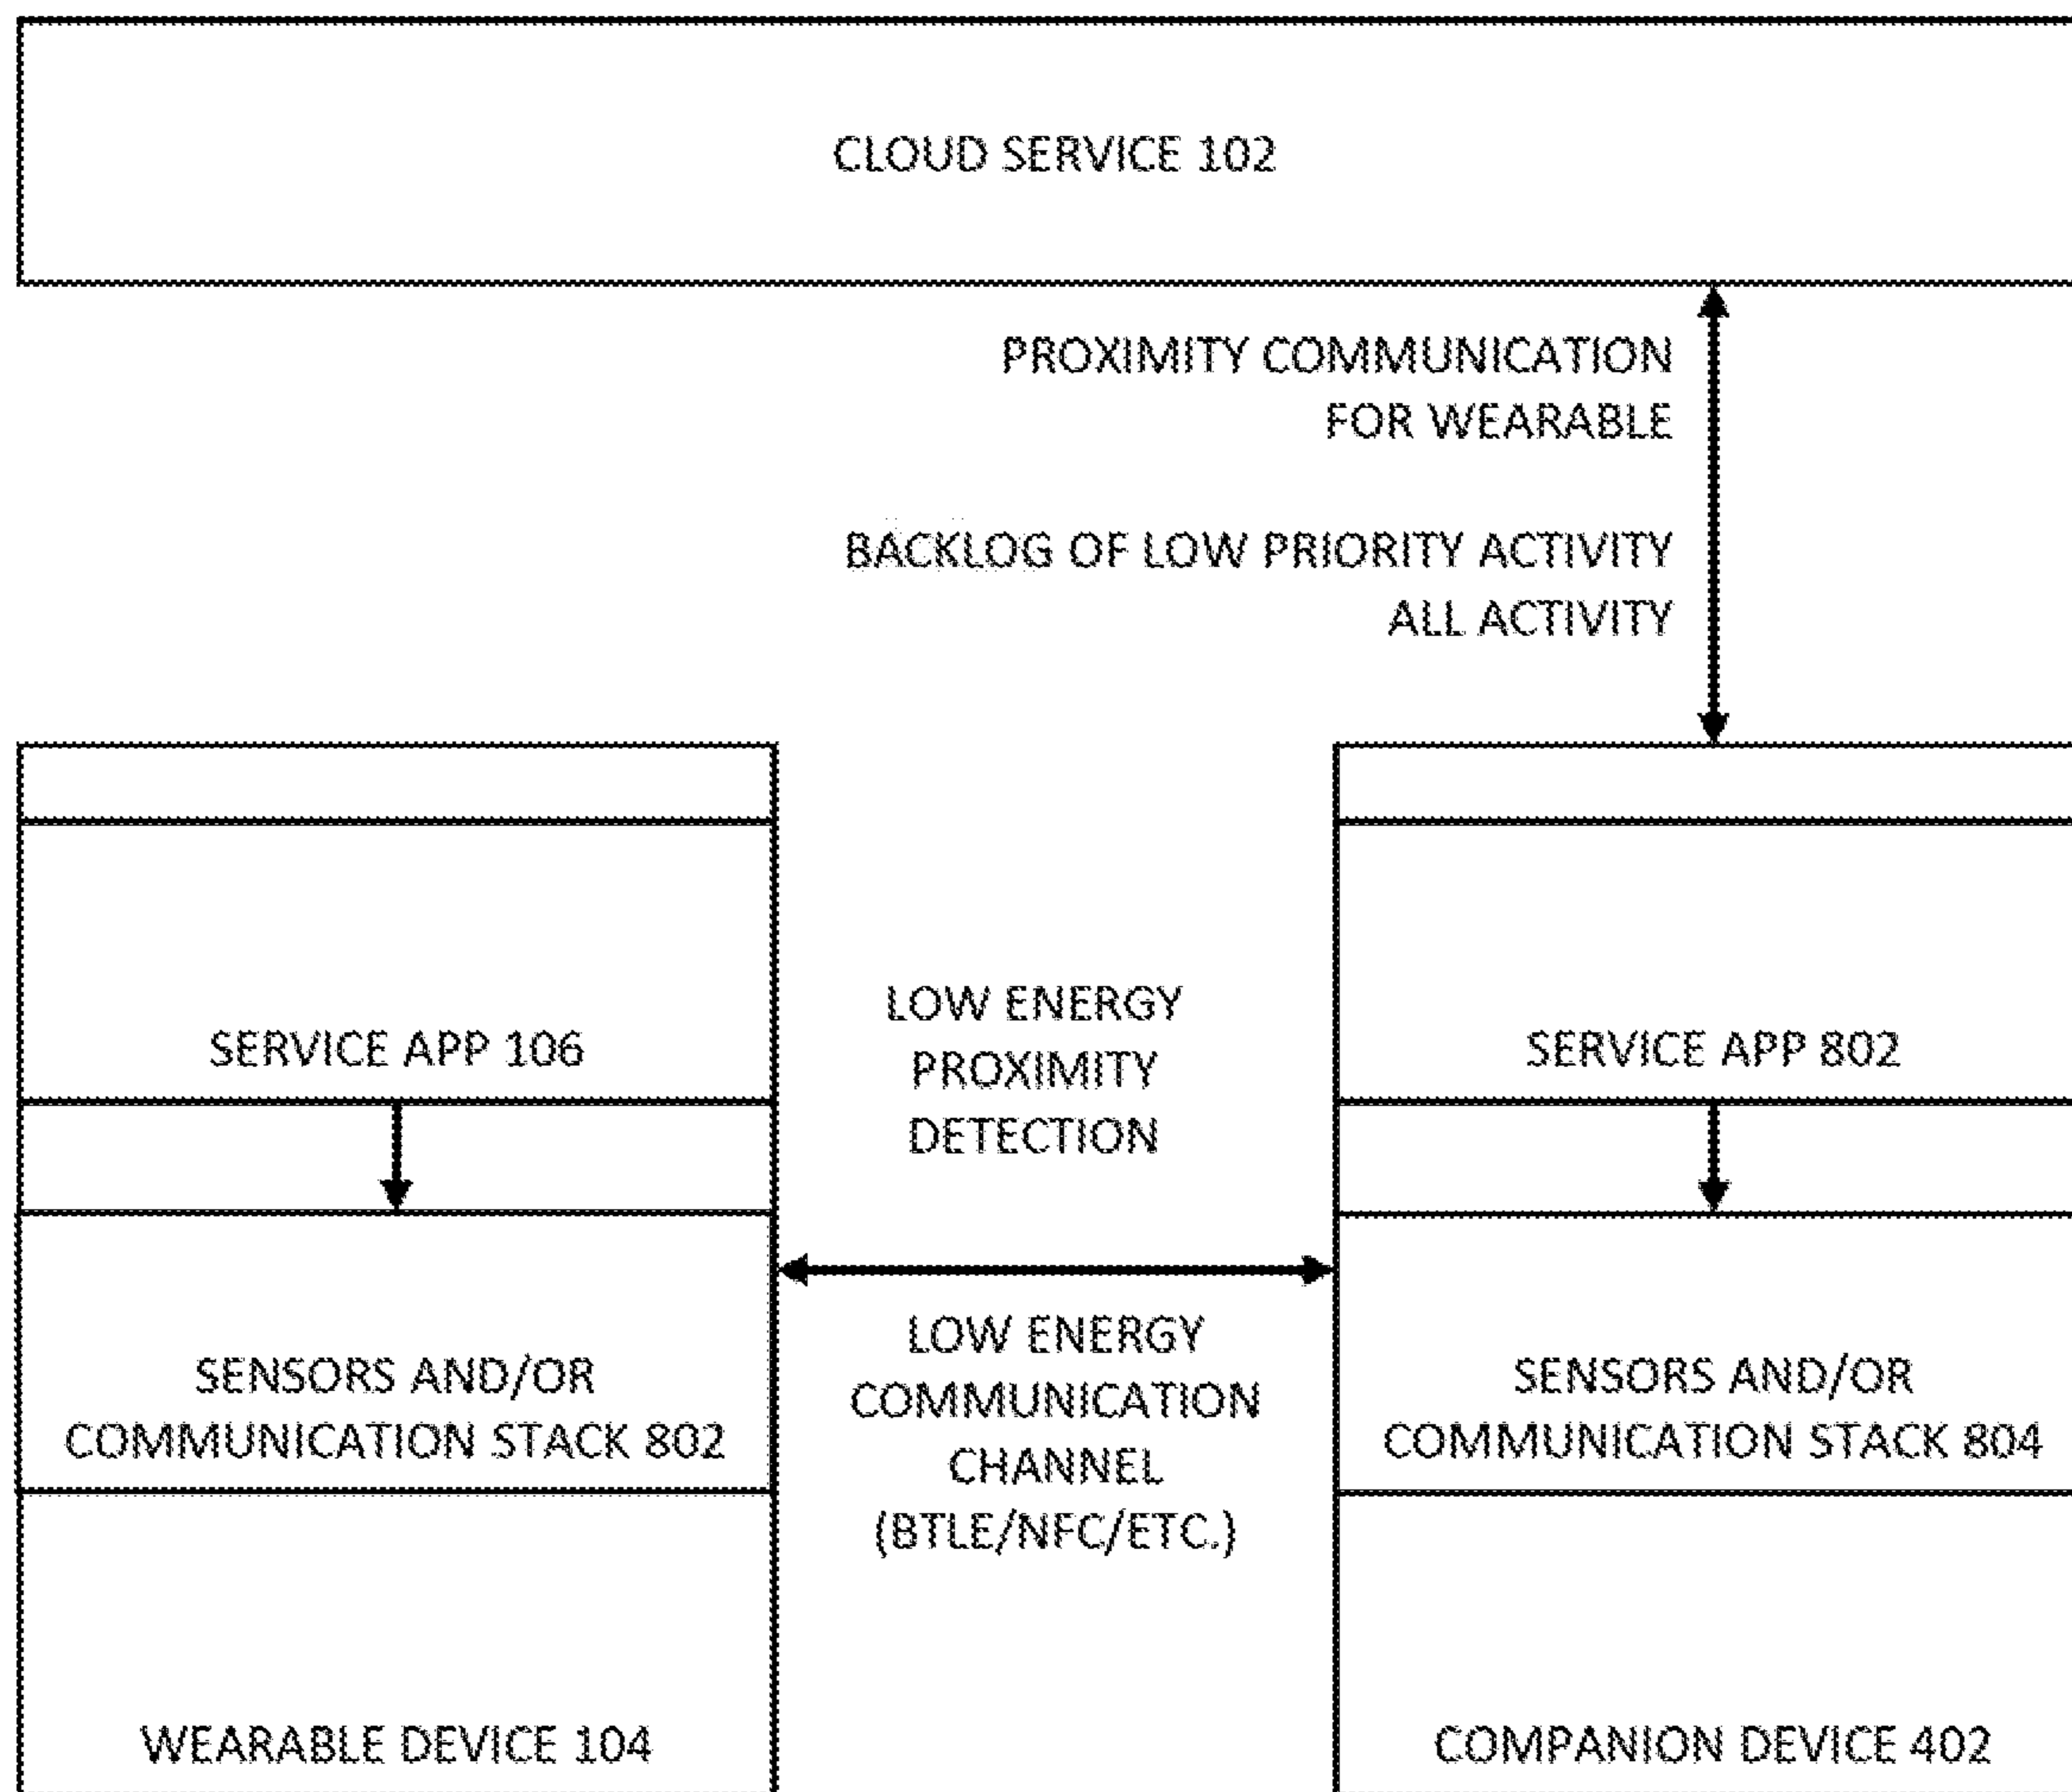 CLOUD SERVICE 102
PROXIMITY COMMUNICATION
FOR WEARABLE
BACKLOG OF LOW PRIORITY ACTIVITY
ALL ACTIVITY
SERVICE APP 106
LOW ENERGY
PROXIMITY
DETECTION
SERVICE APP 802
SENSORS AND/OR
COMMUNICATION STACK 802
LOW ENERGY
COMMUNICATION
CHANNEL
(BTLE/NFC/ETC.)
SENSORS AND/OR
COMMUNICATION STACK 804
WEARABLE DEVICE 104
COMPANION DEVICE 402